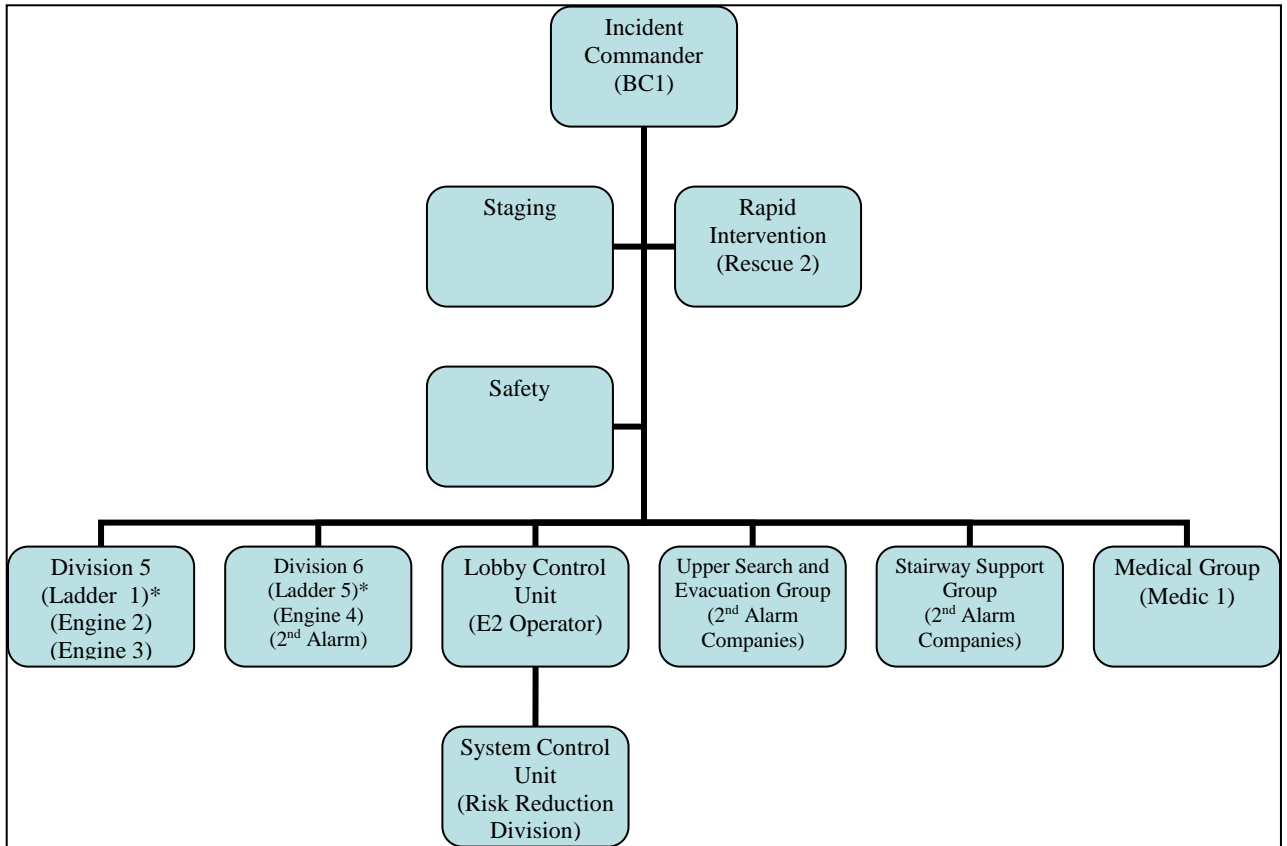 Incident
Commander
(BC1)
Staging
Rapid
Intervention
(Rescue 2)
Safety
Division 5
(Ladder 1)*
(Engine 2)
(Engine 3)
Division 6
(Ladder 5)*
(Engine 4)
(2nd Alarm)
Lobby Control
Unit
(E2 Operator)
Upper Search and
Evacuation Group
(2nd Alarm
Companies)
Stairway Support
Group
(2nd Alarm
Companies)
Medical Group
(Medic 1)
System Control
Unit
(Risk Reduction
Division)